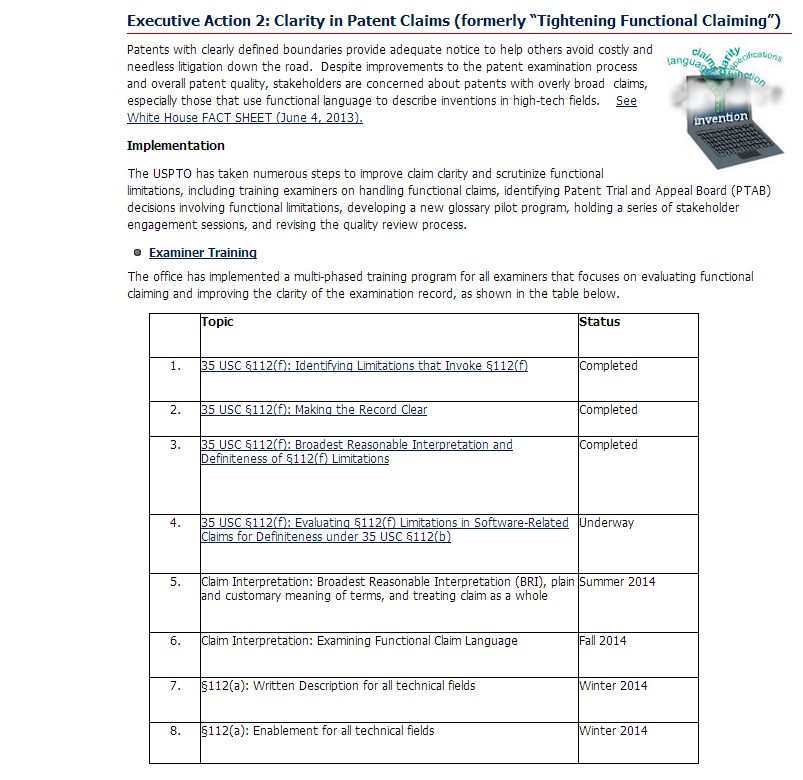 Executive Action 2: Clarity in Patent Claims (formerly “Tightening Functional Claiming”)
Patents with clearly defined boundaries provide adequate notice to help others avoid costly and
needless litigation down the road.  Despite improvements to the patent examination process
and overall patent quality, stakeholders are concerned about patents with overly broad  claims,
especially those that use functional language to describe inventions in high-tech fields.    See
White House FACT SHEET (June 4, 2013).
claims
clarity
specifications
language
definition
function
invention
Implementation
The USPTO has taken numerous steps to improve claim clarity and scrutinize functional
limitations, including training examiners on handling functional claims, identifying Patent Trial and Appeal Board (PTAB)
decisions involving functional limitations, developing a new glossary pilot program, holding a series of stakeholder
engagement sessions, and revising the quality review process.
Examiner Training
The office has implemented a multi-phased training program for all examiners that focuses on evaluating functional
claiming and improving the clarity of the examination record, as shown in the table below.
Topic Status
1. 35 USC §112(f): Identifying Limitations that Invoke §112(f) Completed
2. 35 USC §112(f): Making the Record Clear Completed
3. 35 USC §112(f): Broadest Reasonable Interpretation and Completed
Definiteness of §112(f) Limitations
4. 35 USC §112(f): Evaluating §112(f) Limitations in Software-Related Underway
Claims for Definiteness under 35 USC §112(b)
5. Claim Interpretation: Broadest Reasonable Interpretation (BRI), plain Summer 2014
and customary meaning of terms, and treating claim as a whole
6. Claim Interpretation: Examining Functional Claim Language Fall 2014
7. §112(a): Written Description for all technical fields Winter 2014
8. §112(a): Enablement for all technical fields Winter 2014